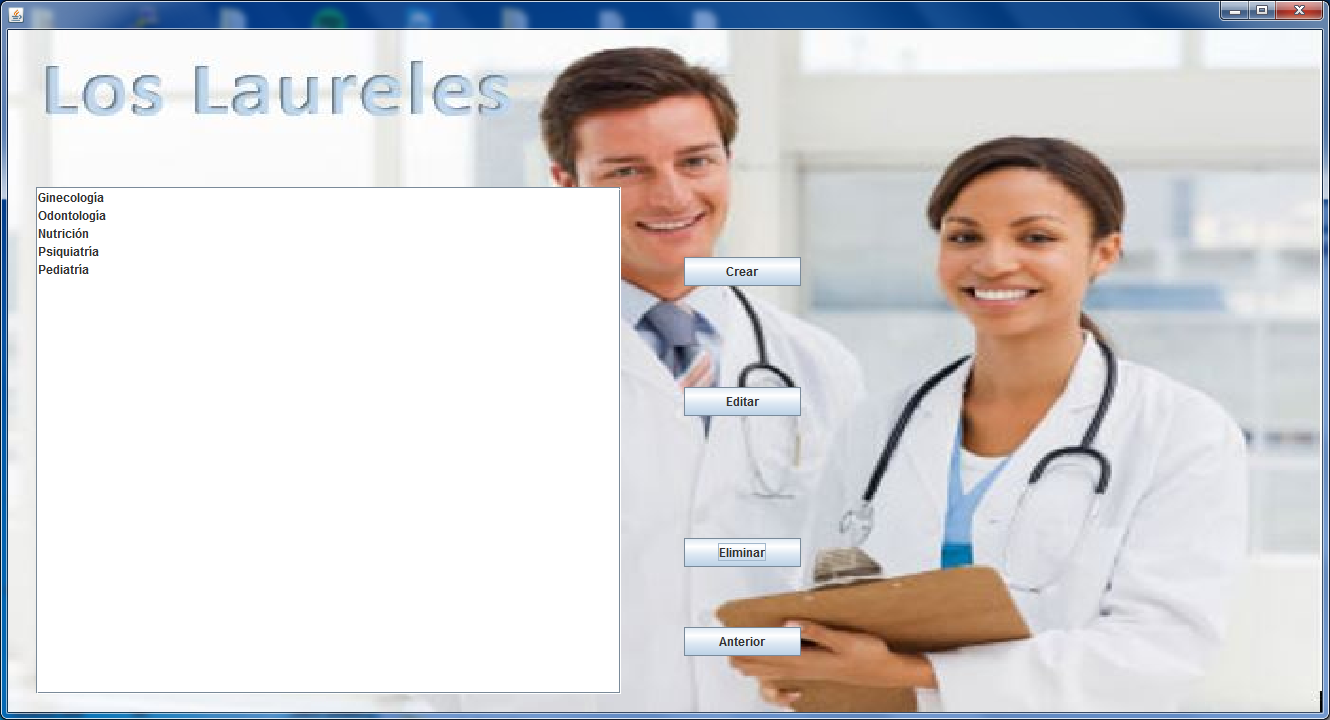 Los Laureles
Ginecología
Odontología
Nutrición
Psiquiatría
Pediatría
Crear
Editar
Eliminar
Anterior